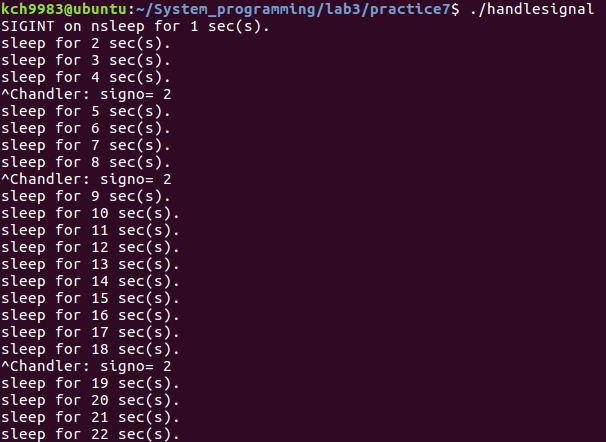 kch9983@ubuntu:~/System_programming/lab3/practice7$ ./handlesignal
SIGINT on nsleep for 1 sec(s).
sleep for 2 sec(s).
sleep for 3 sec(s).
sleep for 4 sec(s).
^Chandler: signo= 2
sleep for 5 sec(s).
sleep for 6 sec(s).
sleep for 7 sec(s).
sleep for 8 sec(s).
^Chandler: signo= 2
sleep for 9 sec(s).
sleep for 10 sec(s).
sleep for 11 sec(s).
sleep for 12 sec(s).
sleep for 13 sec(s).
sleep for 14 sec(s).
sleep for 15 sec(s).
sleep for 16 sec(s).
sleep for 17 sec(s).
sleep for 18 sec(s).
^Chandler: signo= 2
sleep for 19 sec(s).
sleep for 20 sec(s).
sleep for 21 sec(s).
sleep for 22 sec(s).